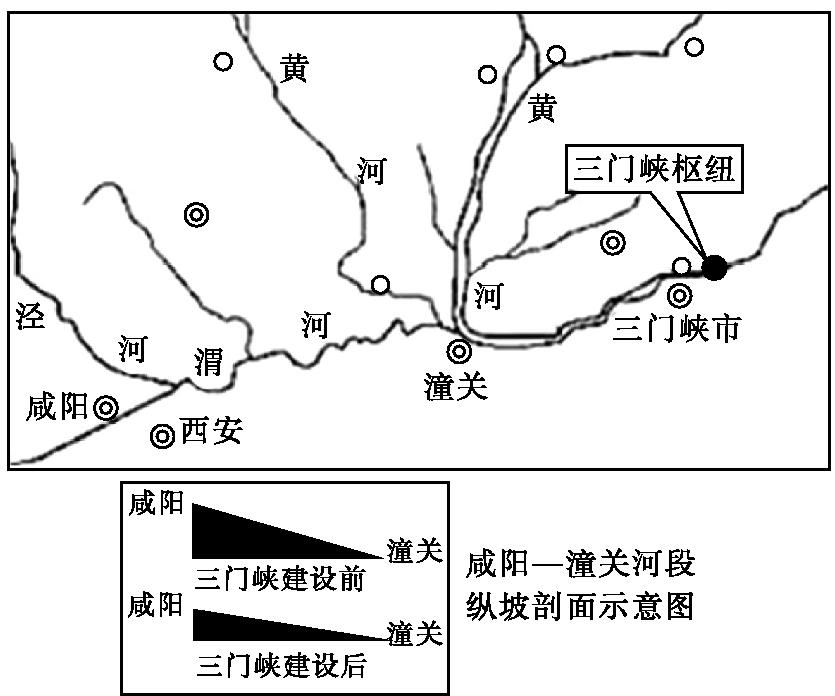 黄
河
黄
河
三门峡枢纽
三门峡市
泾
河
渭
河
潼关
咸阳
西安
咸阳
潼关
三门峡建设前
咸阳
潼关
三门峡建设后
咸阳—潼关河段
纵坡剖面示意图